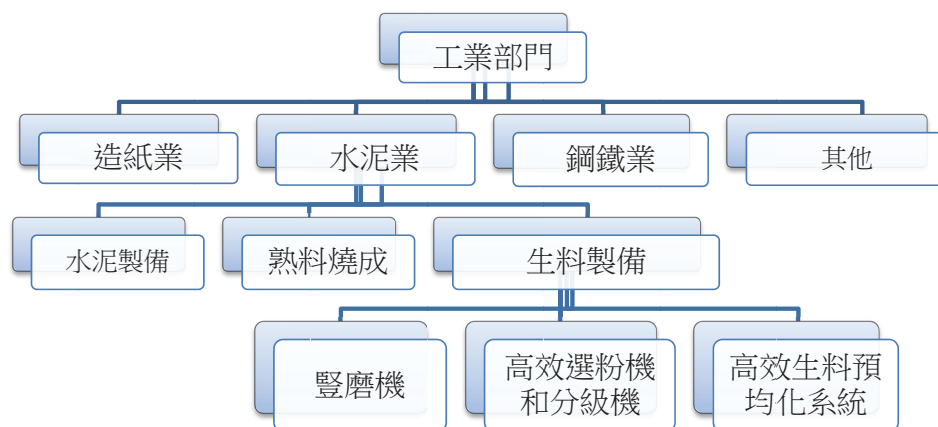 工業部門
造紙業
水泥業
鋼鐵業
其他
水泥製備
熟料燒成
生料製備
豎磨機
高效選粉機
和分級機
高效生料預
均化系統